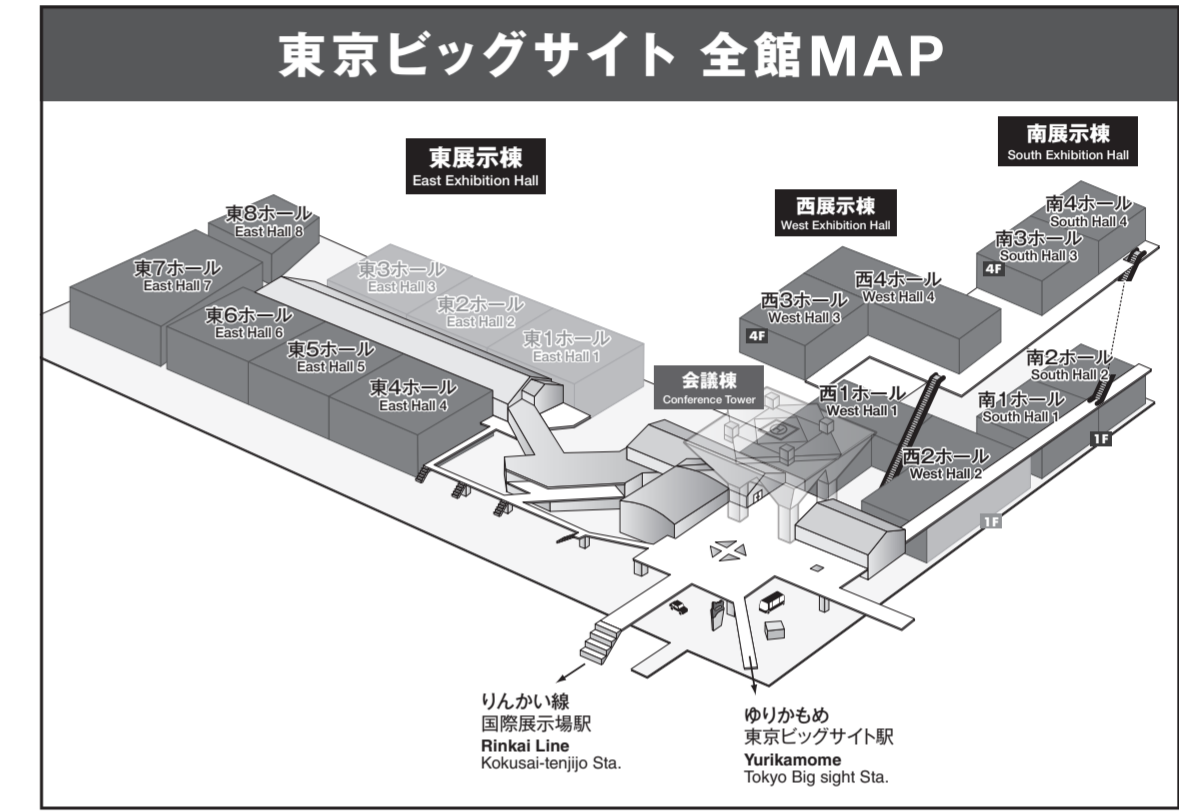 東京ビッグサイト 全館MAP
東展示棟
East Exhibition Hall
南展示棟
South Exhibition Hall
西展示棟
West Exhibition Hall
東8ホール
East Hall 8
東7ホール
East Hall 7
東6ホール
East Hall 6
東5ホール
East Hall 5
東4ホール
East Hall 4
東3ホール
East Hall 3
東2ホール
East Hall 2
東1ホール
East Hall 1
南4ホール
South Hall 4
南3ホール
South Hall 3
4F
西4ホール
West Hall 4
西3ホール
West Hall 3
4F
会議棟
Conference Tower
西1ホール
West Hall 1
西2ホール
West Hall 2
南2ホール
South Hall 2
南1ホール
South Hall 1
1F
1F
りんかい線
国際展示場駅
Rinkai Line
Kokusai-tenjijo Sta.
ゆりかもめ
東京ビッグサイト駅
Yurikamome
Tokyo Big sight Sta.